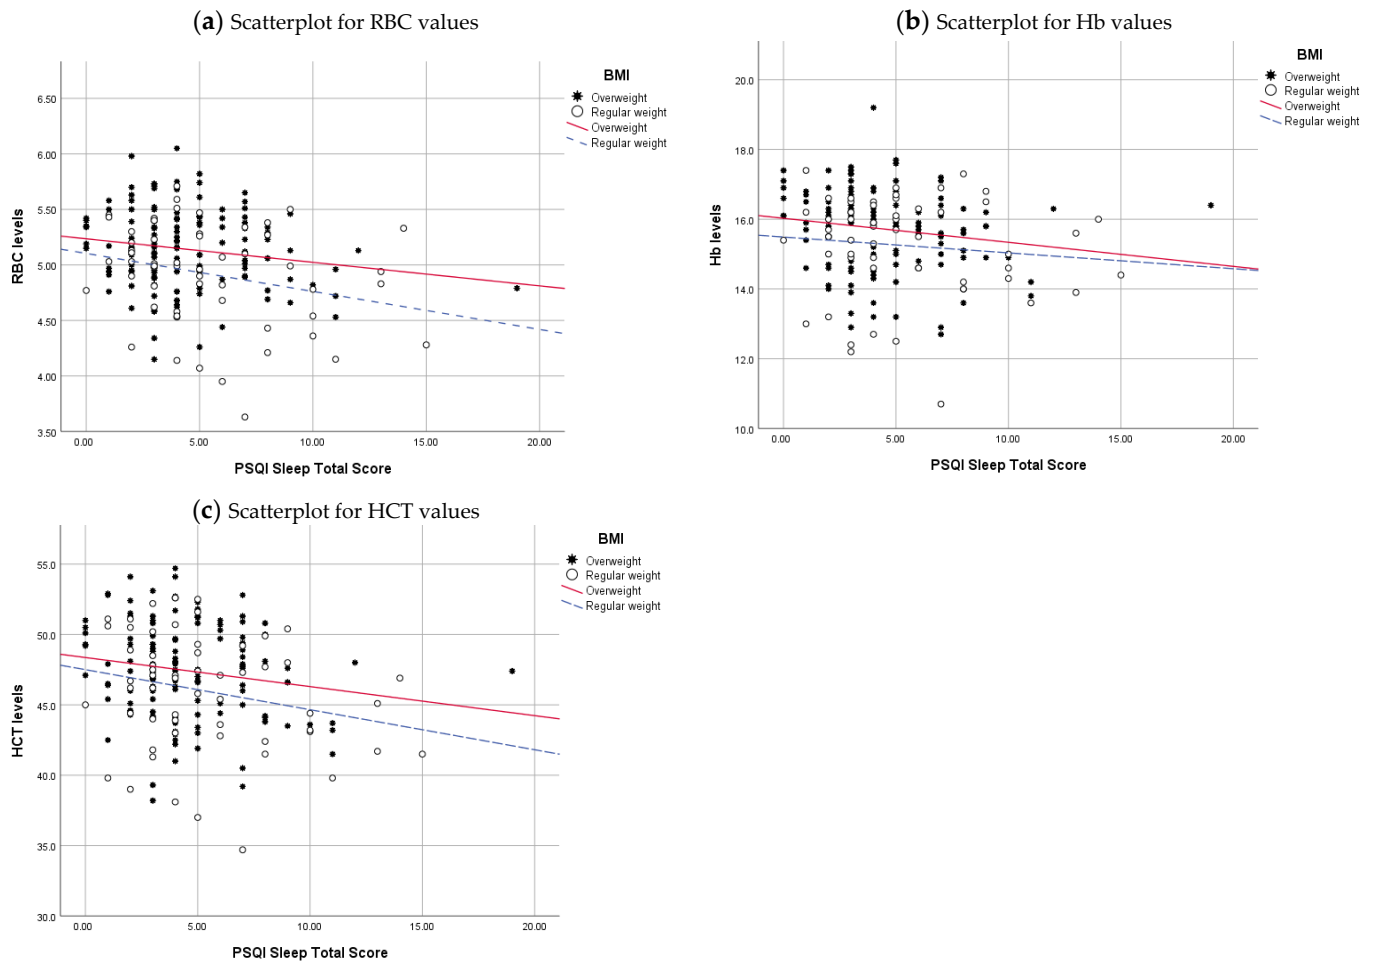 (a) Scatterplot for RBC values
BMI
Overweight
Regular weight
Overweight
Regular weight
RBC levels
6.50
6.00
5.50
5.00
4.50
4.00
3.50
0.00
5.00
10.00
15.00
20.00
PSQI Sleep Total Score
(b) Scatterplot for Hb values
BMI
Overweight
Regular weight
Overweight
Regular weight
Hb levels
20.0
18.0
16.0
14.0
12.0
10.0
0.00
5.00
10.00
15.00
20.00
PSQI Sleep Total Score
(c) Scatterplot for HCT values
BMI
Overweight
Regular weight
Overweight
Regular weight
HCT levels
55.0
50.0
45.0
40.0
35.0
30.0
0.00
5.00
10.00
15.00
20.00
PSQI Sleep Total Score